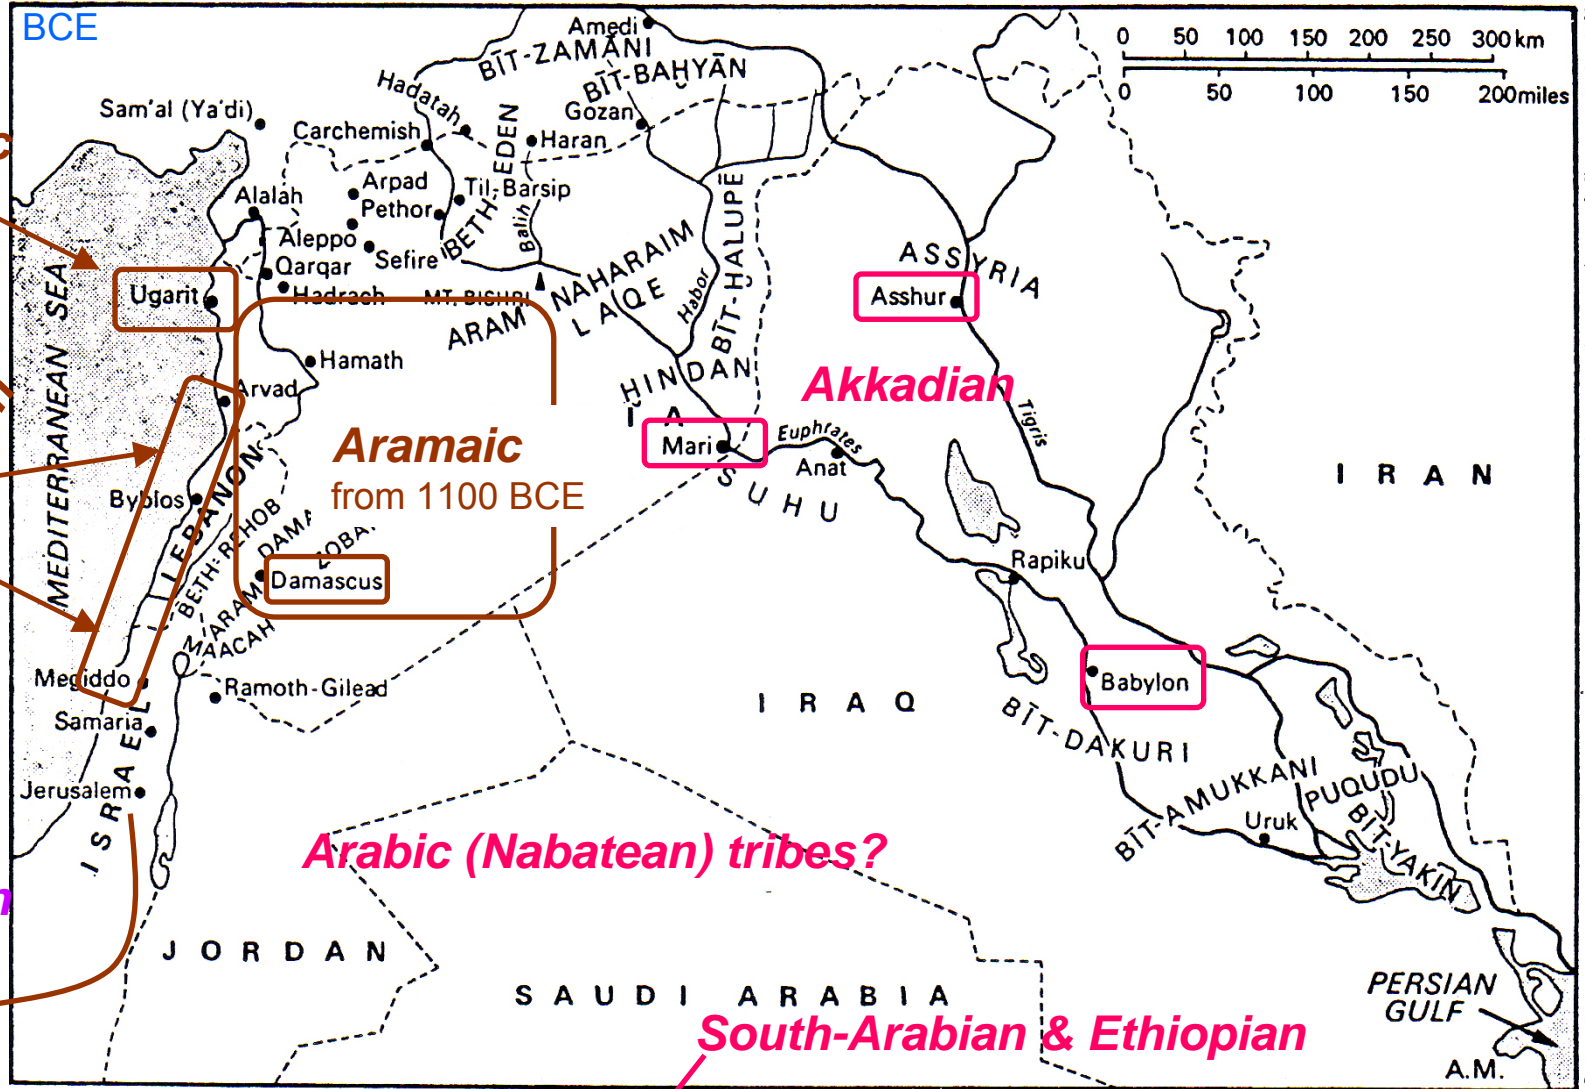 BCE
Amedi
BĪT-ZAMĀNI
BĪT-BAḪYĀN
0 50 100 150 200 250 300 km
0 50 100 150 200 miles
Hadatah
Gozan
Sam'al (Ya'di)
Carchemish
Haran
BETH-EDEN
Arpad
Til-Barsip
Pethor
Alalah
Balih
Aleppo
Sefire
Qarqar
Hadrach
MT. BISHRI
NAHARAIM
ARAM
LAQE
Habor
BĪT-ḪALUPĒ
ASSYRIA
Ugarit
Asshur
MEDITERRANEAN SEA
Hamath
Arvad
ḪINDAN
I A
Akkadian
Tigris
Aramaic
from 1100 BCE
Mari
Euphrates
Anat
SUHU
IRAN
Byblos
LEBANON
BETH-REHOB
DAMA
ZOBA
Damascus
ARAM
MAACAH
Rapiku
Megiddo
Ramoth-Gilead
Babylon
Samaria
IRAQ
BĪT-DAKURI
ISRAEL
Jerusalem
BĪT-AMUKKANI
PUQUDU
Uruk
BĪT-YAKIN
Arabic (Nabatean) tribes?
JORDAN
SAUDI ARABIA
PERSIAN
GULF
South-Arabian & Ethiopian
A.M.